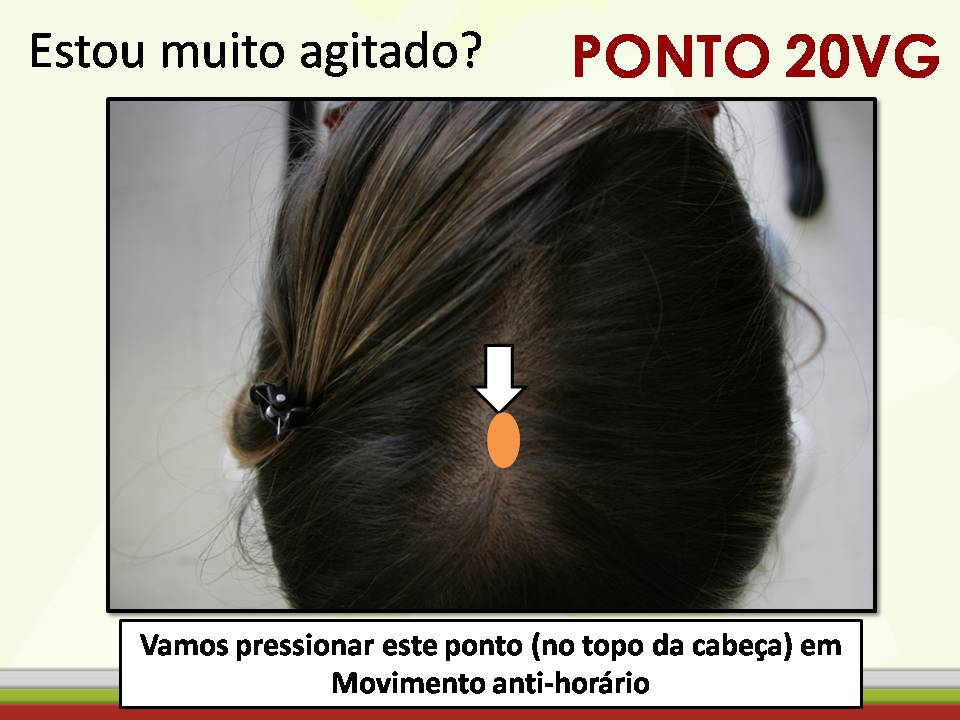 Estou muito agitado?
PONTO 20VG
Vamos pressionar este ponto (no topo da cabeça) em
Movimento anti-horário